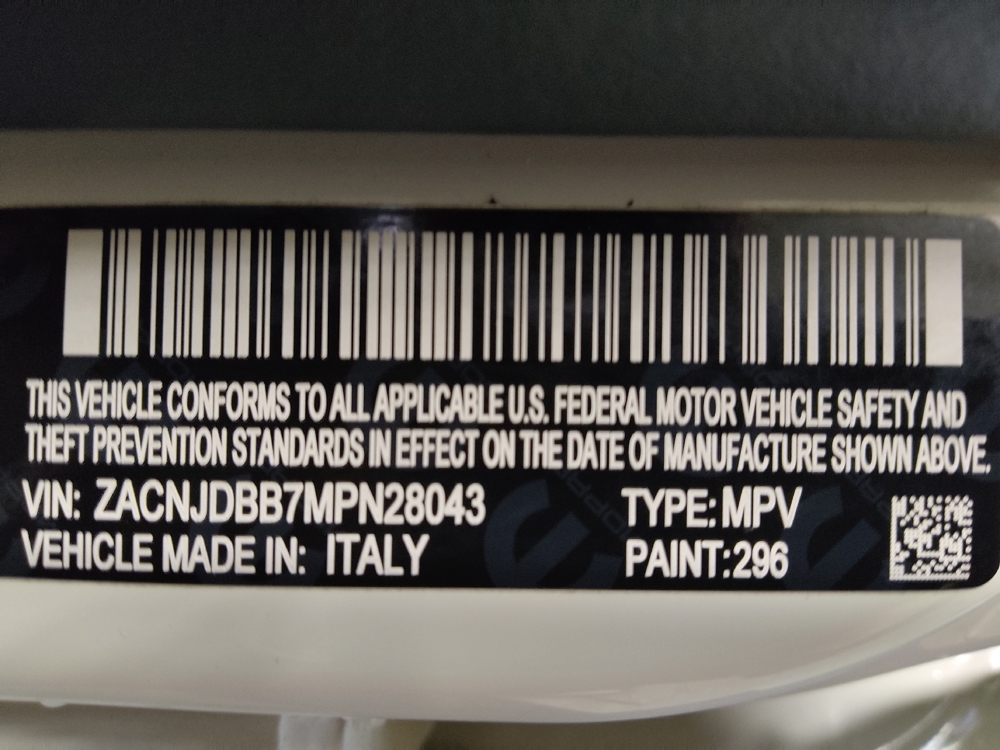 THIS VEHICLE CONFORMS TO ALL APPLICABLE U.S. FEDERAL MOTOR VEHICLE SAFETY AND
THEFT PREVENTION STANDARDS IN EFFECT ON THE DATE OF MANUFACTURE SHOWN ABOVE.
VIN: ZACNJDBB7MPN28043 TYPE: MPV
VEHICLE MADE IN: ITALY PAINT: 296